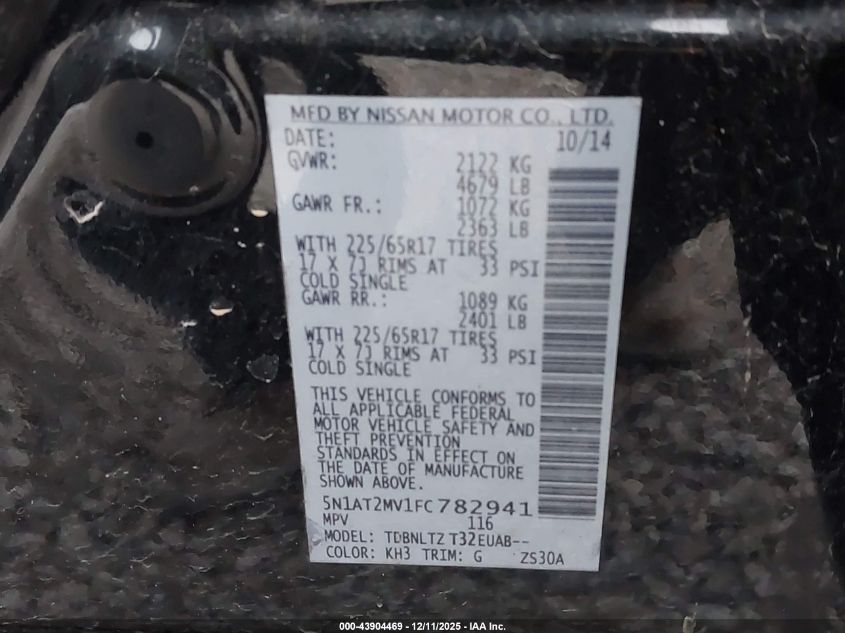 MFD BY NISSAN MOTOR CO., LTD.
DATE: 10/14
GVWR: 2122 KG
4679 LB
GAWR FR.: 1072 KG
2363 LB
WITH 225/65R17 TIRES
17 X 7J RIMS AT 33 PSI
COLD SINGLE
GAWR RR.: 1089 KG
2401 LB
WITH 225/65R17 TIRES
17 X 7J RIMS AT 33 PSI
COLD SINGLE
THIS VEHICLE CONFORMS TO
ALL APPLICABLE FEDERAL
MOTOR VEHICLE SAFETY AND
THEFT PREVENTION
STANDARDS IN EFFECT ON
THE DATE OF MANUFACTURE
SHOWN ABOVE.
5N1AT2MV1FC782941
MPV 116
MODEL: TDBNLTZ T32EUAB--
COLOR: KH3 TRIM: G ZS30A
000-43904469 - 12/11/2025 - IAA Inc.